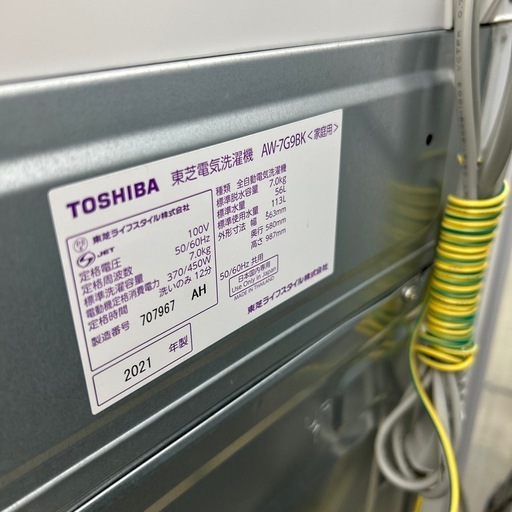 TOSHIBA 東芝電気洗濯機 AW-7G9BK<家庭用>
東芝ライフスタイル株式会社
JET
定格電圧 100V
定格周波数 50/60Hz
標準洗濯容量 7.0kg
電動機定格消費電力 370/450W
定格時間 洗いのみ 12分
製造番号 707967 AH
2021 年製
種類 全自動電気洗濯機
標準脱水容量 7.0kg
標準水量 56L
標準使用水量 113L
外形寸法 幅 563mm
奥行 580mm
高さ 987mm
50/60Hz 共用
日本国内専用
Use Only in Japan
MADE IN THAILAND
東芝ライフスタイル株式会社